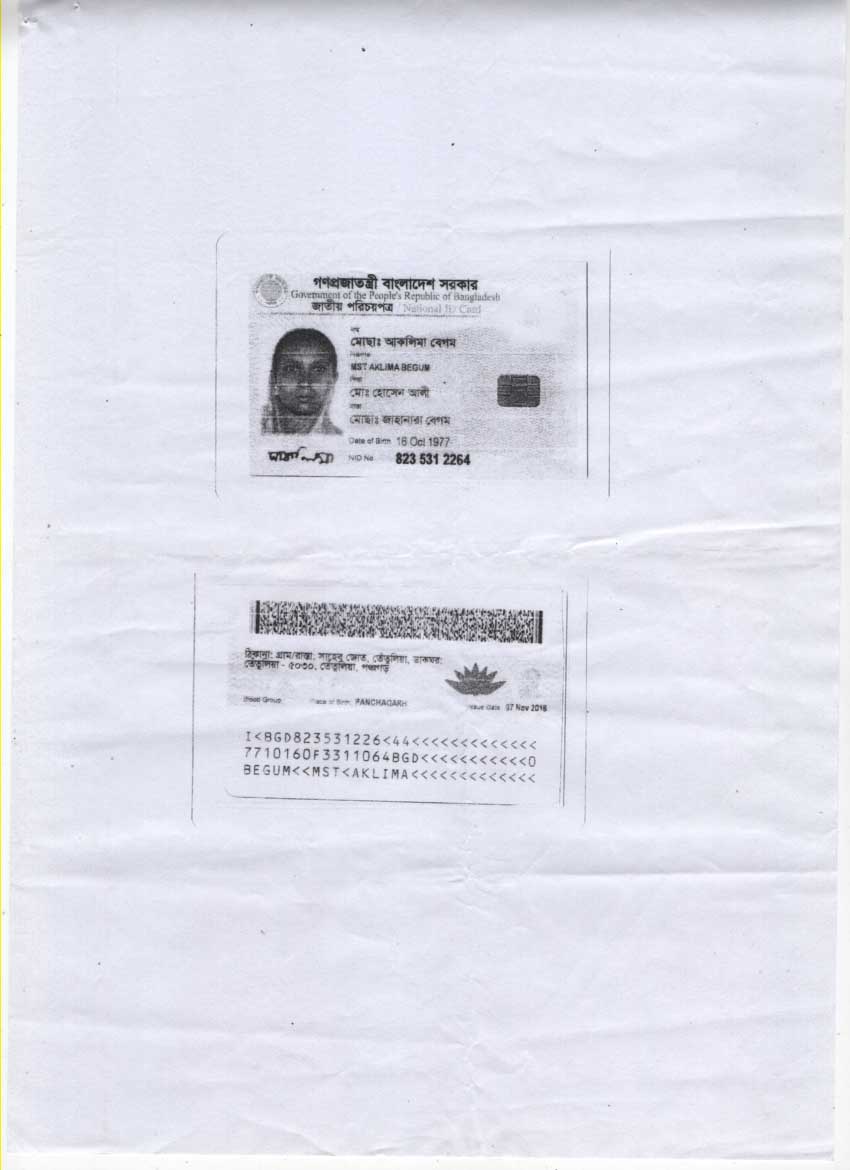 গণপ্রজাতন্ত্রী বাংলাদেশ সরকার
Government of the People's Republic of Bangladesh
জাতীয় পরিচয়পত্র / National ID Card
নাম
মোছাঃ আকলিমা বেগম
Name
MST AKLIMA BEGUM
পিতা
মোঃ হোসেন আলী
মাতা
মোছাঃ জাহানারা বেগম
Date of Birth 16 Oct 1977
NID No. 823 531 2264
ঠিকানা: গ্রাম/রাস্তা: সাহেবু জোত, তেঁতুলিয়া, ডাকঘর:
তেঁতুলিয়া - ৫০৩০, তেঁতুলিয়া, পঞ্চগড়
Blood Group: Place of Birth: PANCHAGARH Issue Date: 07 Nov 2016
I<BGD823531226<44<<<<<<<<<<<<<
7710160F3311064BGD<<<<<<<<<<<0
BEGUM<<MST<AKLIMA<<<<<<<<<<<<<